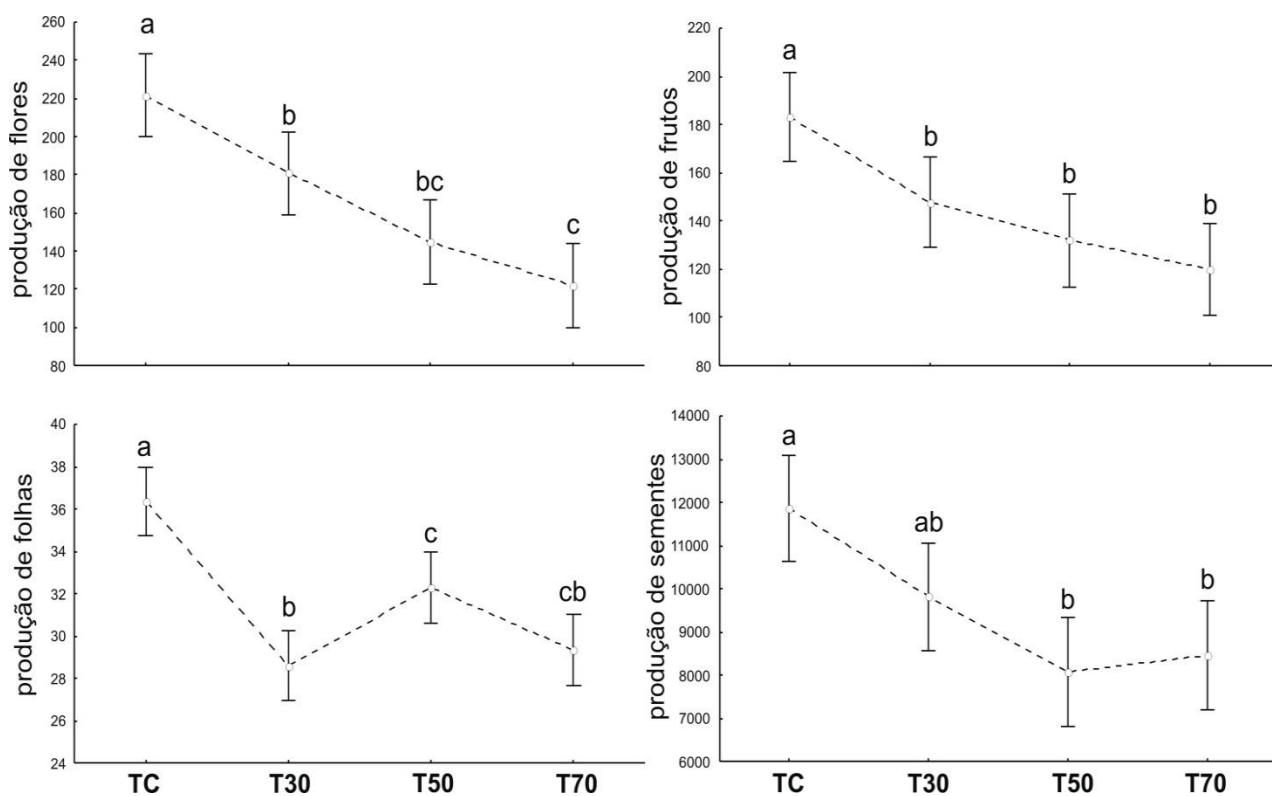 produção de flores
260
240
220
200
180
160
140
120
100
80
a
b
bc
c
produção de frutos
220
200
180
160
140
120
100
80
a
b
b
b
produção de folhas
40
38
36
34
32
30
28
26
24
a
b
c
cb
TC T30 T50 T70
produção de sementes
14000
13000
12000
11000
10000
9000
8000
7000
6000
a
ab
b
b
TC T30 T50 T70